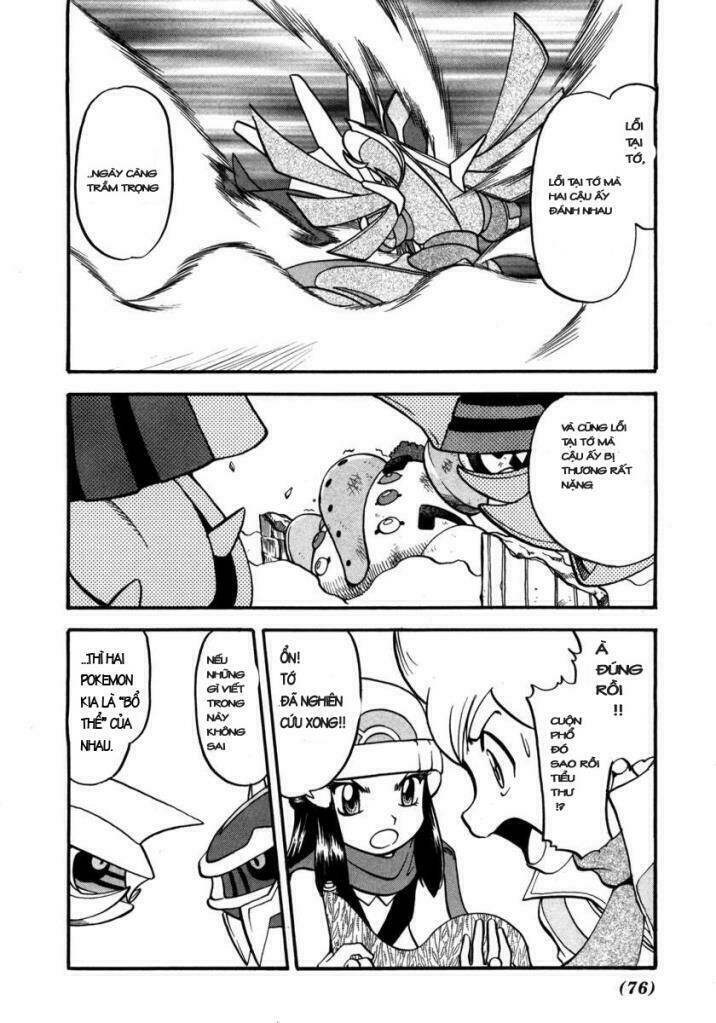 LỖI
TẠI
TỚ,
LỖI TẠI TỚ MÀ
HAI CẬU ẤY
ĐÁNH NHAU
..NGÀY CÀNG
TRẦM TRỌNG
VÀ CŨNG LỖI
TẠI TỚ MÀ
CẬU ẤY BỊ
THƯƠNG RẤT
NẶNG
À
ĐÚNG
RỒI
!!
CUỘN
PHỔ
ĐÓ
SAO RỒI
TIỂU
THƯ
!?
ỔN!
TỚ
ĐÃ NGHIÊN
CỨU XONG!!
NẾU
NHỮNG
GÌ VIẾT
TRONG
NÀY
KHÔNG
SAI
...THÌ HAI
POKEMON
KIA LÀ "BỔ
THỂ" CỦA
NHAU.
(76)